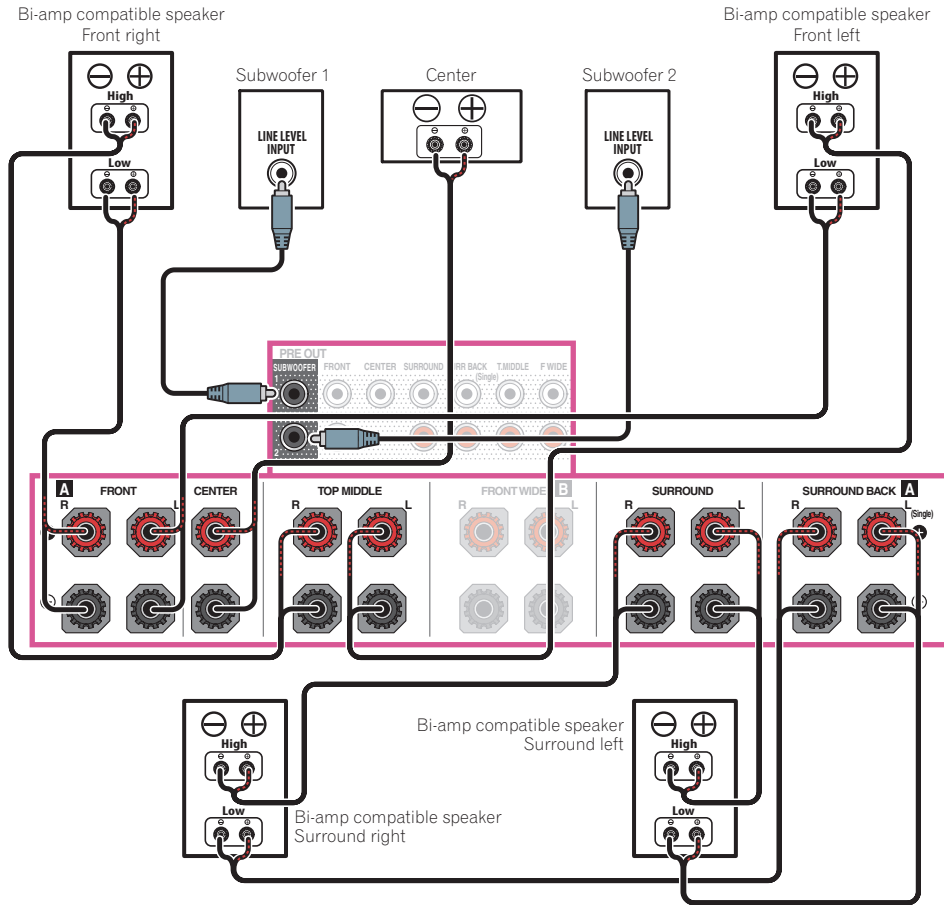 Bi-amp compatible speaker
Front right
Bi-amp compatible speaker
Front left
Subwoofer 1
Center
Subwoofer 2
High
Low
LINE LEVEL
INPUT
LINE LEVEL
INPUT
High
Low
PRE OUT
SUBWOOFER
FRONT
CENTER
SURROUND
T.MIDDLE
F WIDE
(Single)
1
2
A
FRONT
CENTER
TOP MIDDLE
FRONT WIDE
B
SURROUND
SURROUND BACK
A
R
L
R
L
R
L
R
L
R
L
(Single)
Bi-amp compatible speaker
Surround left
High
Low
High
Low
Bi-amp compatible speaker
Surround right